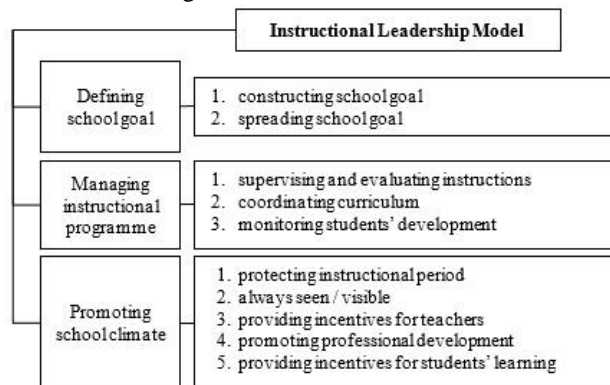 Instructional Leadership Model
Defining
school goal
1. constructing school goal
2. spreading school goal
Managing
instructional
programme
1. supervising and evaluating instructions
2. coordinating curriculum
3. monitoring students' development
Promoting
school climate
1. protecting instructional period
2. always seen / visible
3. providing incentives for teachers
4. promoting professional development
5. providing incentives for students' learning